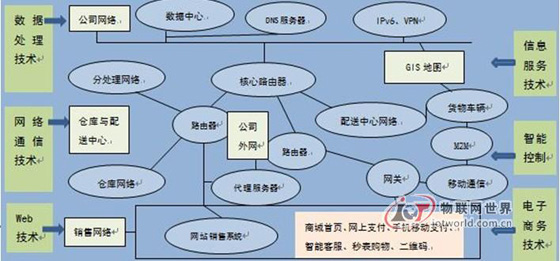 数据
处理
技术
公司网络
数据中心
DNS服务器
IPv6、VPN
信息
服务
技术
GIS地图
分处理网络
核心路由器
网络
通信
技术
仓库与配
送中心
路由器
公司
外网
配送中心网络
货物车辆
路由器
M2M
智能
控制
仓库网络
代理服务器
网关
移动通信
Web
技术
销售网络
网站销售系统
商城首页、网上支付、手机移动支付、
智能客服、秒表购物、二维码
电子
商务
技术
物联网世界
iotworld.com.cn